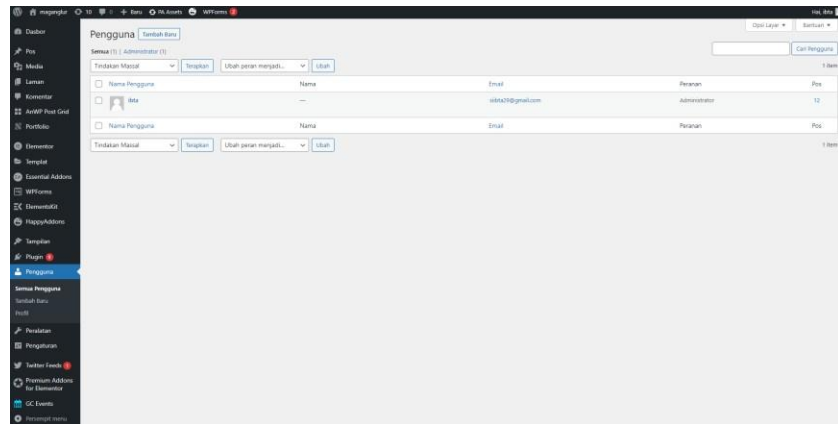 maganglur 10 0 + Baru PA Assets WPForms
Hai, ibta
Dasbor
Pos
Media
Laman
Komentar
AnWP Post Grid
Portfolio
Elementor
Templat
Essential Addons
WPForms
ElementsKit
HappyAddons
Tampilan
Plugin
Pengguna
Semua Pengguna
Tambah Baru
Profil
Peralatan
Pengaturan
Twitter Feeds
Premium Addons
for Elementor
GC Events
Persempit menu
Opsi Layar ▼ Bantuan ▼
Pengguna Tambah Baru
Semua (1) | Administrator (1)
Cari Pengguna
Tindakan Massal Terapkan Ubah peran menjadi... Ubah 1 item
Nama Pengguna Nama Email Peranan Pos
ibta — Administrator 12
Nama Pengguna Nama Email Peranan Pos
Tindakan Massal Terapkan Ubah peran menjadi... Ubah 1 item